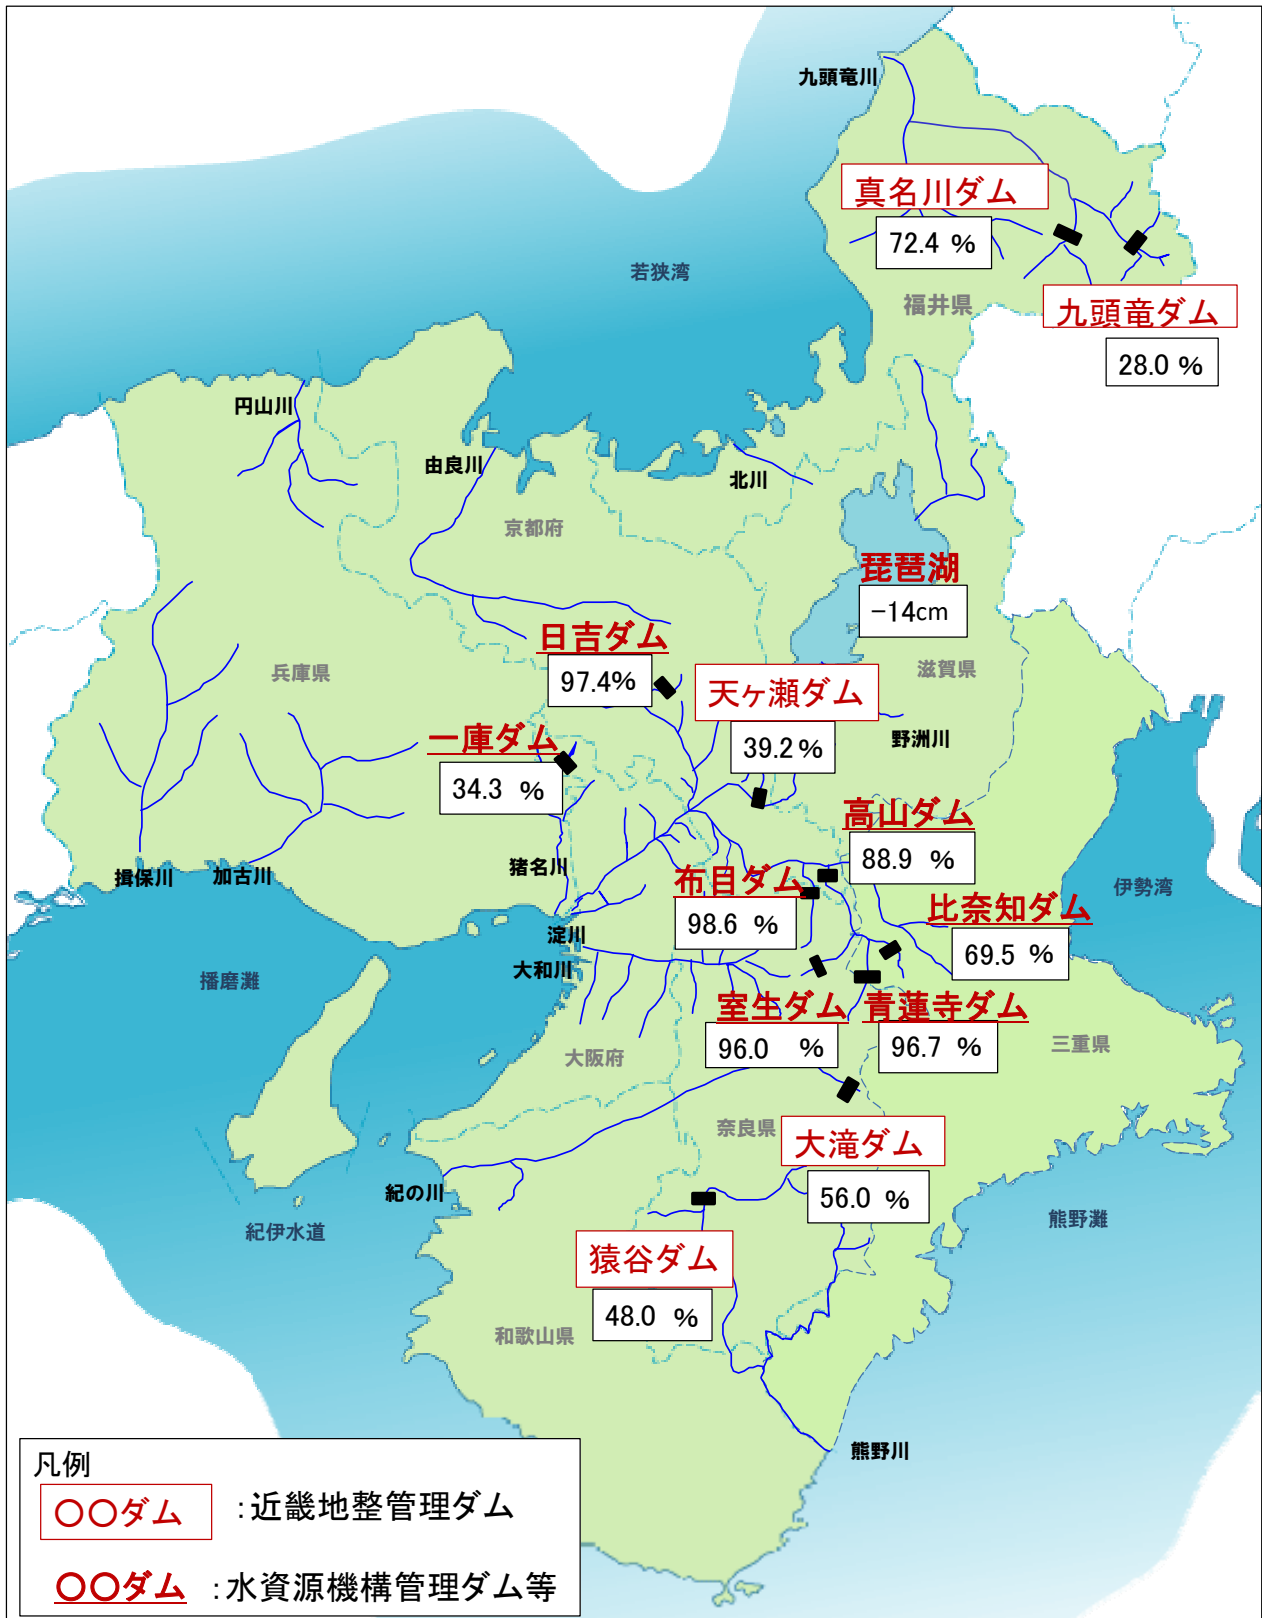 九頭竜川
真名川ダム
72.4 %
若狭湾
福井県
九頭竜ダム
28.0 %
円山川
由良川
北川
京都府
琵琶湖
-14cm
日吉ダム
97.4%
兵庫県
滋賀県
天ヶ瀬ダム
39.2 %
野洲川
一庫ダム
34.3 %
高山ダム
88.9 %
猪名川
揖保川
加古川
布目ダム
98.6 %
伊勢湾
比奈知ダム
69.5 %
淀川
大和川
播磨灘
室生ダム
96.0 %
青蓮寺ダム
96.7 %
大阪府
三重県
奈良県
大滝ダム
56.0 %
紀の川
紀伊水道
熊野灘
猿谷ダム
48.0 %
和歌山県
熊野川
凡例
〇〇ダム :近畿地整管理ダム
〇〇ダム :水資源機構管理ダム等